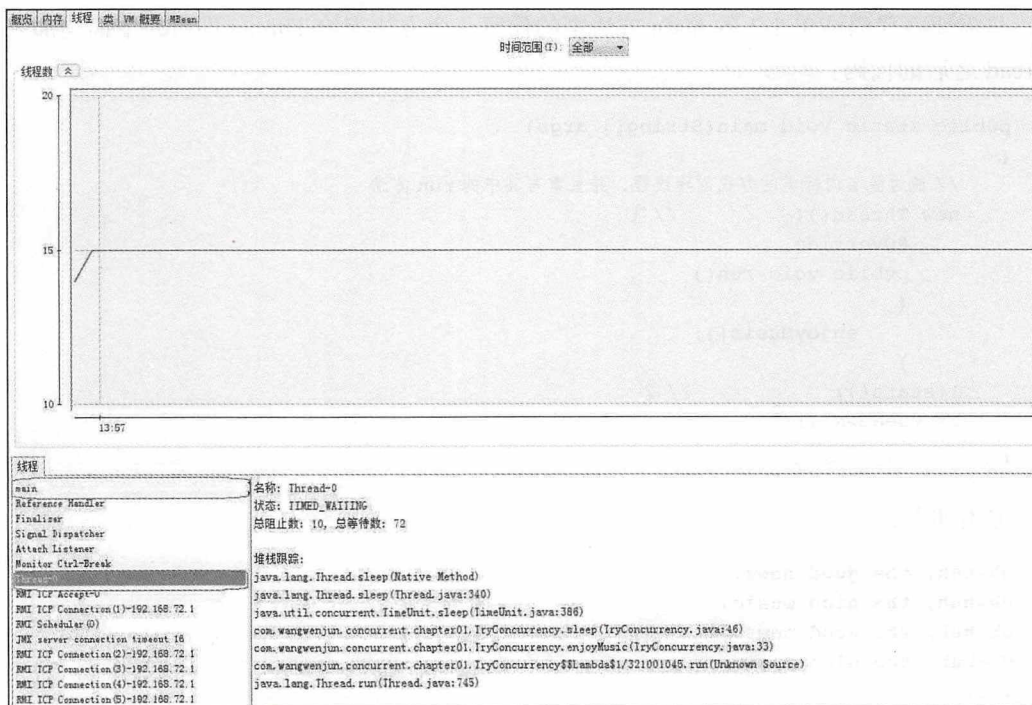 概览 内存 线程 类 VM 概要 MBean
时间范围(T): 全部
线程数
20
public static void main(String[] args)
15
10
13:57
线程
main
Reference Handler
Finalizer
Signal Dispatcher
Attach Listener
Monitor Ctrl-Break
Thread-0
RMI TCP Accept-0
RMI TCP Connection(1)-192.168.72.1
RMI Scheduler(0)
JMX server connection timeout 16
RMI TCP Connection(2)-192.168.72.1
RMI TCP Connection(3)-192.168.72.1
RMI TCP Connection(4)-192.168.72.1
RMI TCP Connection(5)-192.168.72.1
名称: Thread-0
状态: TIMED_WAITING
总阻止数: 10, 总等待数: 72
堆栈跟踪:
java.lang.Thread.sleep(Native Method)
java.lang.Thread.sleep(Thread.java:340)
java.util.concurrent.TimeUnit.sleep(TimeUnit.java:386)
com.wangwenjun.concurrent.chapter01.TryConcurrency.sleep(TryConcurrency.java:46)
com.wangwenjun.concurrent.chapter01.TryConcurrency.enjoyMusic(TryConcurrency.java:33)
com.wangwenjun.concurrent.chapter01.TryConcurrency$$Lambda$1/321001045.run(Unknown Source)
java.lang.Thread.run(Thread.java:745)